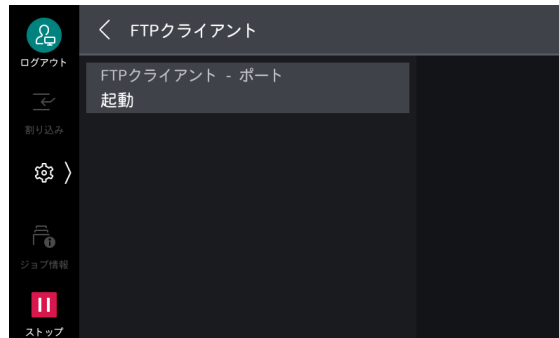 FTPクライアント
ログアウト
FTPクライアント - ポート
起動
割り込み
ジョブ情報
ストップ